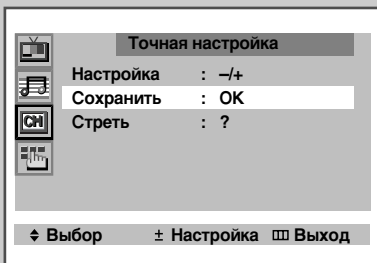 Точная настройка
Настройка : –/+
Сохранить : OK
CH Стреть : ?
Выбор ± Настройка Выход